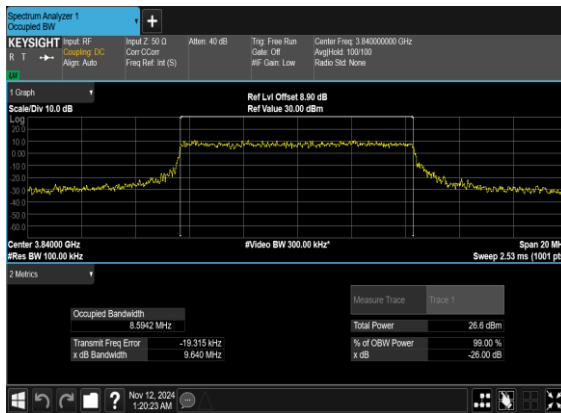 Spectrum Analyzer 1
Occupied BW
KEYSIGHT Input: RF Input Z: 50 Ω Atten: 40 dB Trig: Free Run Center Freq: 3.840000000 GHz
R T Coupling: DC Corr CCorr Gate: Off Avg|Hold: 100/100
Align: Auto Freq Ref: Int (S) #IF Gain: Low Radio Std: None
1 Graph
Ref Lvl Offset 8.90 dB
Scale/Div 10.0 dB Ref Value 30.00 dBm
Log
20.0
10.0
0.00
-10.0
-20.0
-30.0
-40.0
-50.0
-60.0
Center 3.84000 GHz #Video BW 300.00 kHz* Span 20 MH
#Res BW 100.00 kHz Sweep 2.53 ms (1001 pt
2 Metrics
Measure Trace Trace 1
Occupied Bandwidth
8.5942 MHz Total Power 26.6 dBm
Transmit Freq Error -19.315 kHz % of OBW Power 99.00 %
x dB Bandwidth 9.640 MHz x dB -26.00 dB
Nov 12, 2024
1:20:23 AM